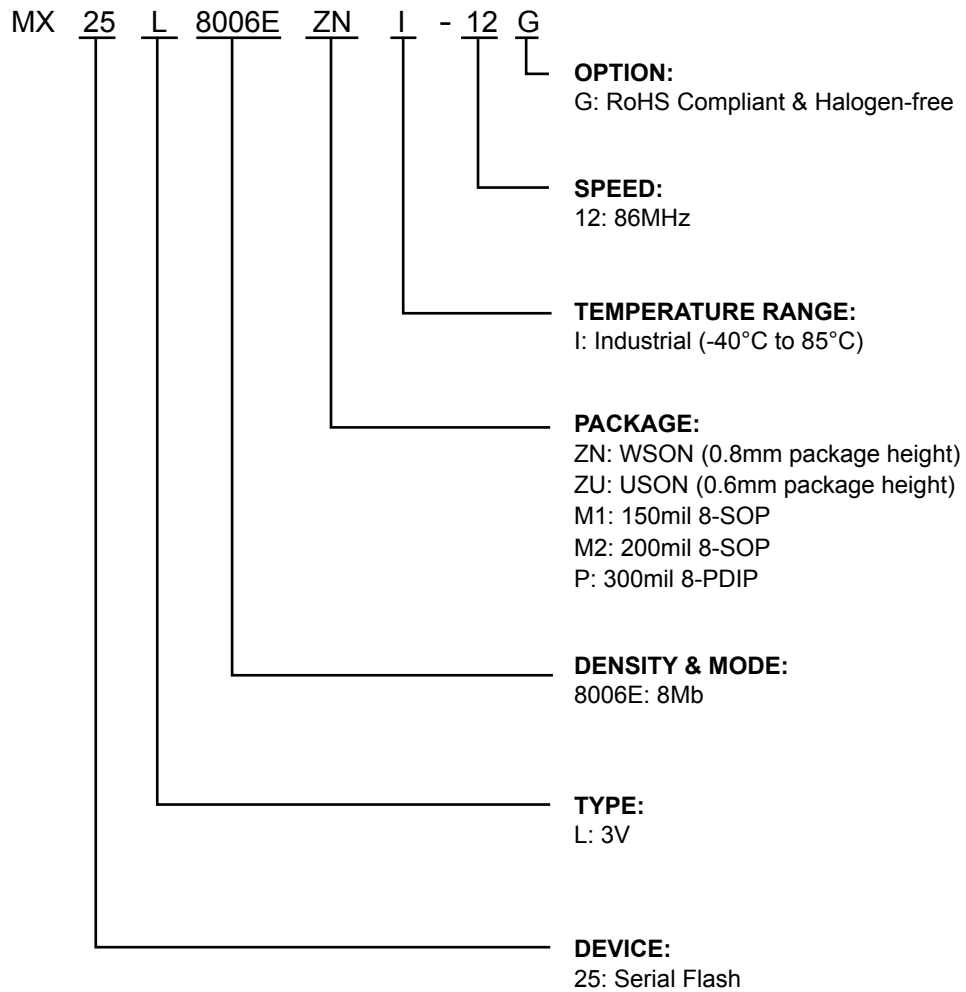 MX 25 L 8006E ZN I - 12 G
OPTION:
G: RoHS Compliant & Halogen-free
SPEED:
12: 86MHz
TEMPERATURE RANGE:
I: Industrial (-40°C to 85°C)
PACKAGE:
ZN: WSON (0.8mm package height)
ZU: USON (0.6mm package height)
M1: 150mil 8-SOP
M2: 200mil 8-SOP
P: 300mil 8-PDIP
DENSITY & MODE:
8006E: 8Mb
TYPE:
L: 3V
DEVICE:
25: Serial Flash